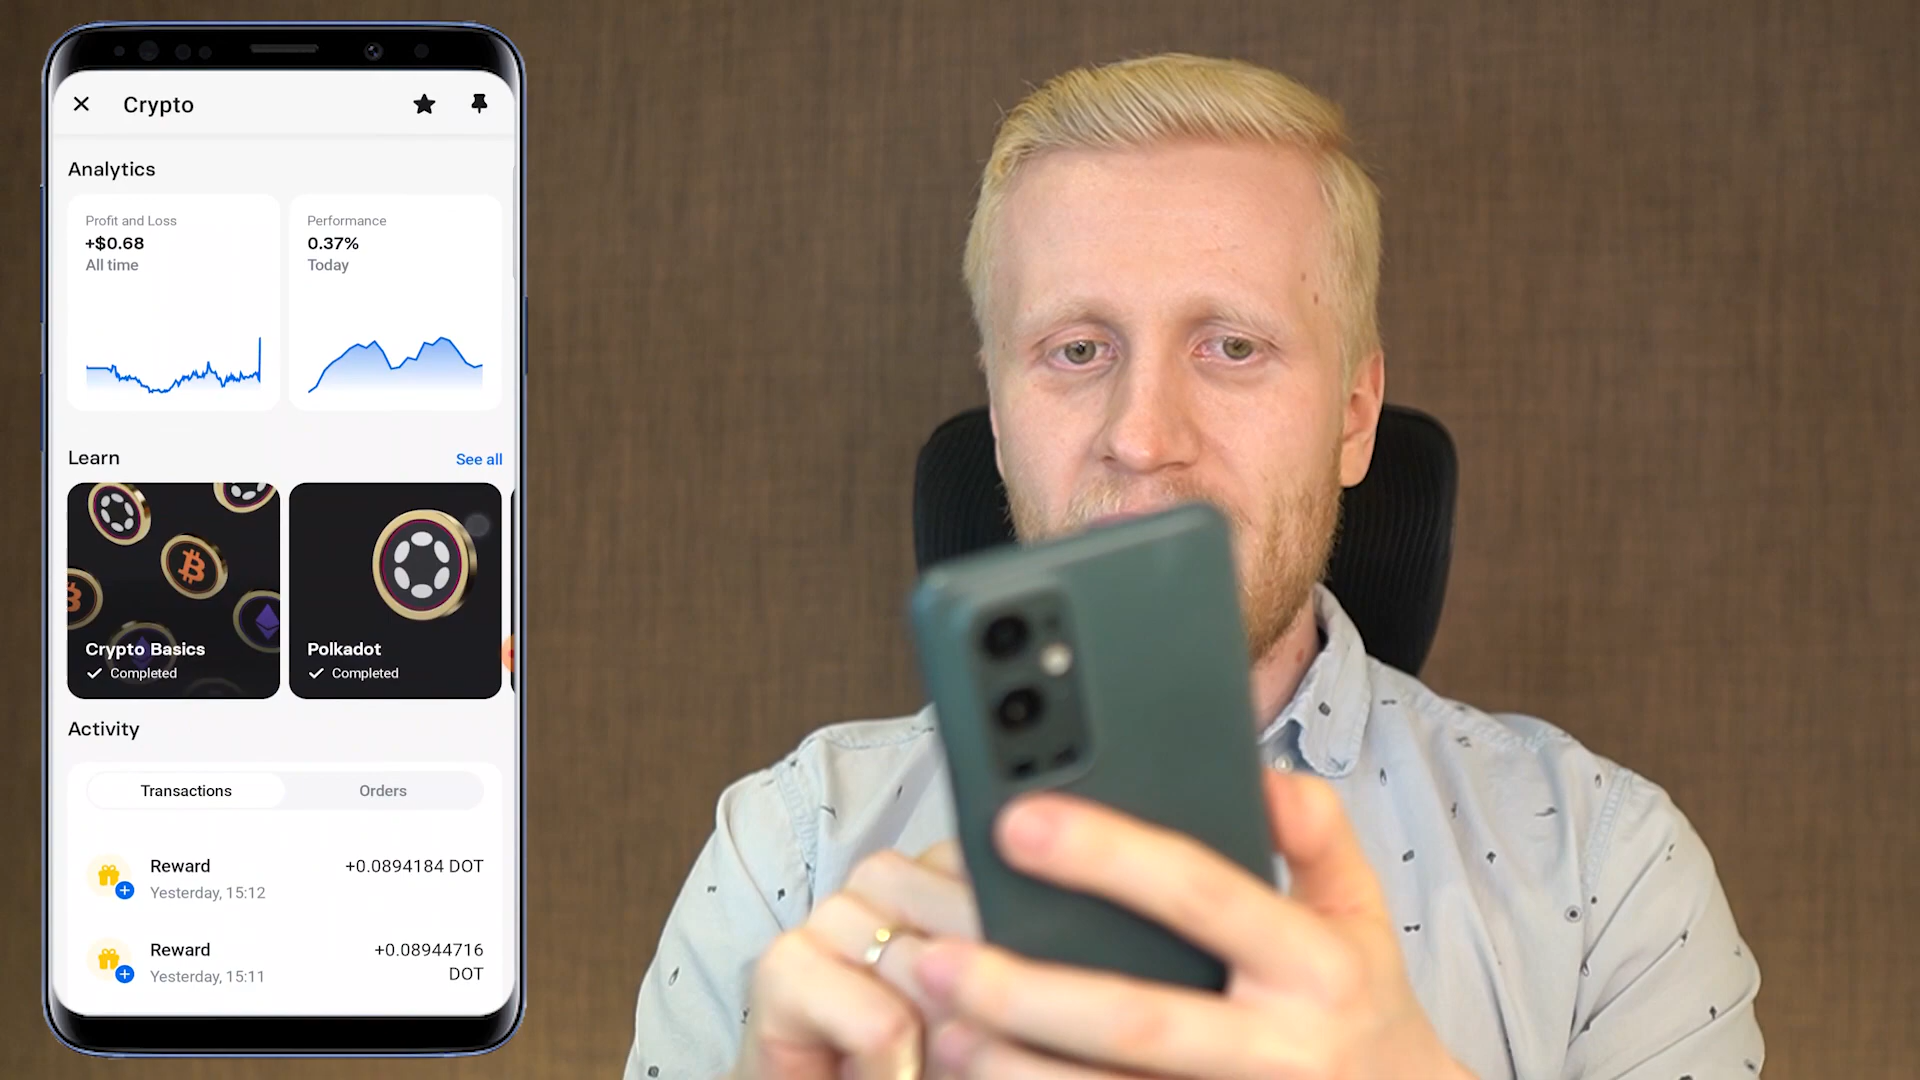 Crypto
Analytics
Profit and Loss
+$0.68
All time
Performance
0.37%
Today
Learn
See all
Crypto Basics
Completed
Polkadot
Completed
Activity
Transactions
Orders
Reward
+0.0894184 DOT
Yesterday, 15:12
Reward
+0.08944716
DOT
Yesterday, 15:11